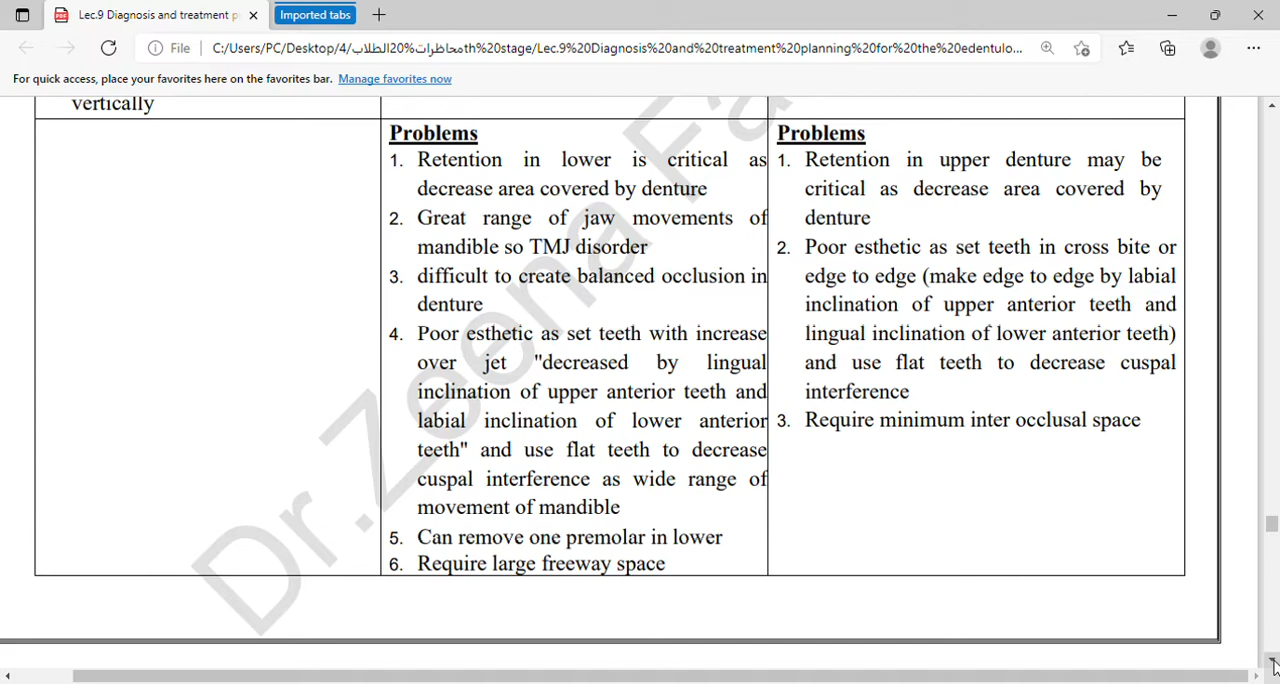 Lec.9 Diagnosis and treatment p
Imported tabs
File
C:/Users/PC/Desktop/4/محاظرات%20الطلابth%20stage/Lec.9%20Diagnosis%20and%20treatment%20planning%20for%20the%20edentulo...
For quick access, place your favorites here on the favorites bar. Manage favorites now
vertically
Problems
1. Retention in lower is critical as
decrease area covered by denture
2. Great range of jaw movements of
mandible so TMJ disorder
3. difficult to create balanced occlusion in
denture
4. Poor esthetic as set teeth with increase
over jet "decreased by lingual
inclination of upper anterior teeth and
labial inclination of lower anterior
teeth" and use flat teeth to decrease
cuspal interference as wide range of
movement of mandible
5. Can remove one premolar in lower
6. Require large freeway space
Problems
1. Retention in upper denture may be
critical as decrease area covered by
denture
2. Poor esthetic as set teeth in cross bite or
edge to edge (make edge to edge by labial
inclination of upper anterior teeth and
lingual inclination of lower anterior teeth)
and use flat teeth to decrease cuspal
interference
3. Require minimum inter occlusal space
Dr.Zeena Fa